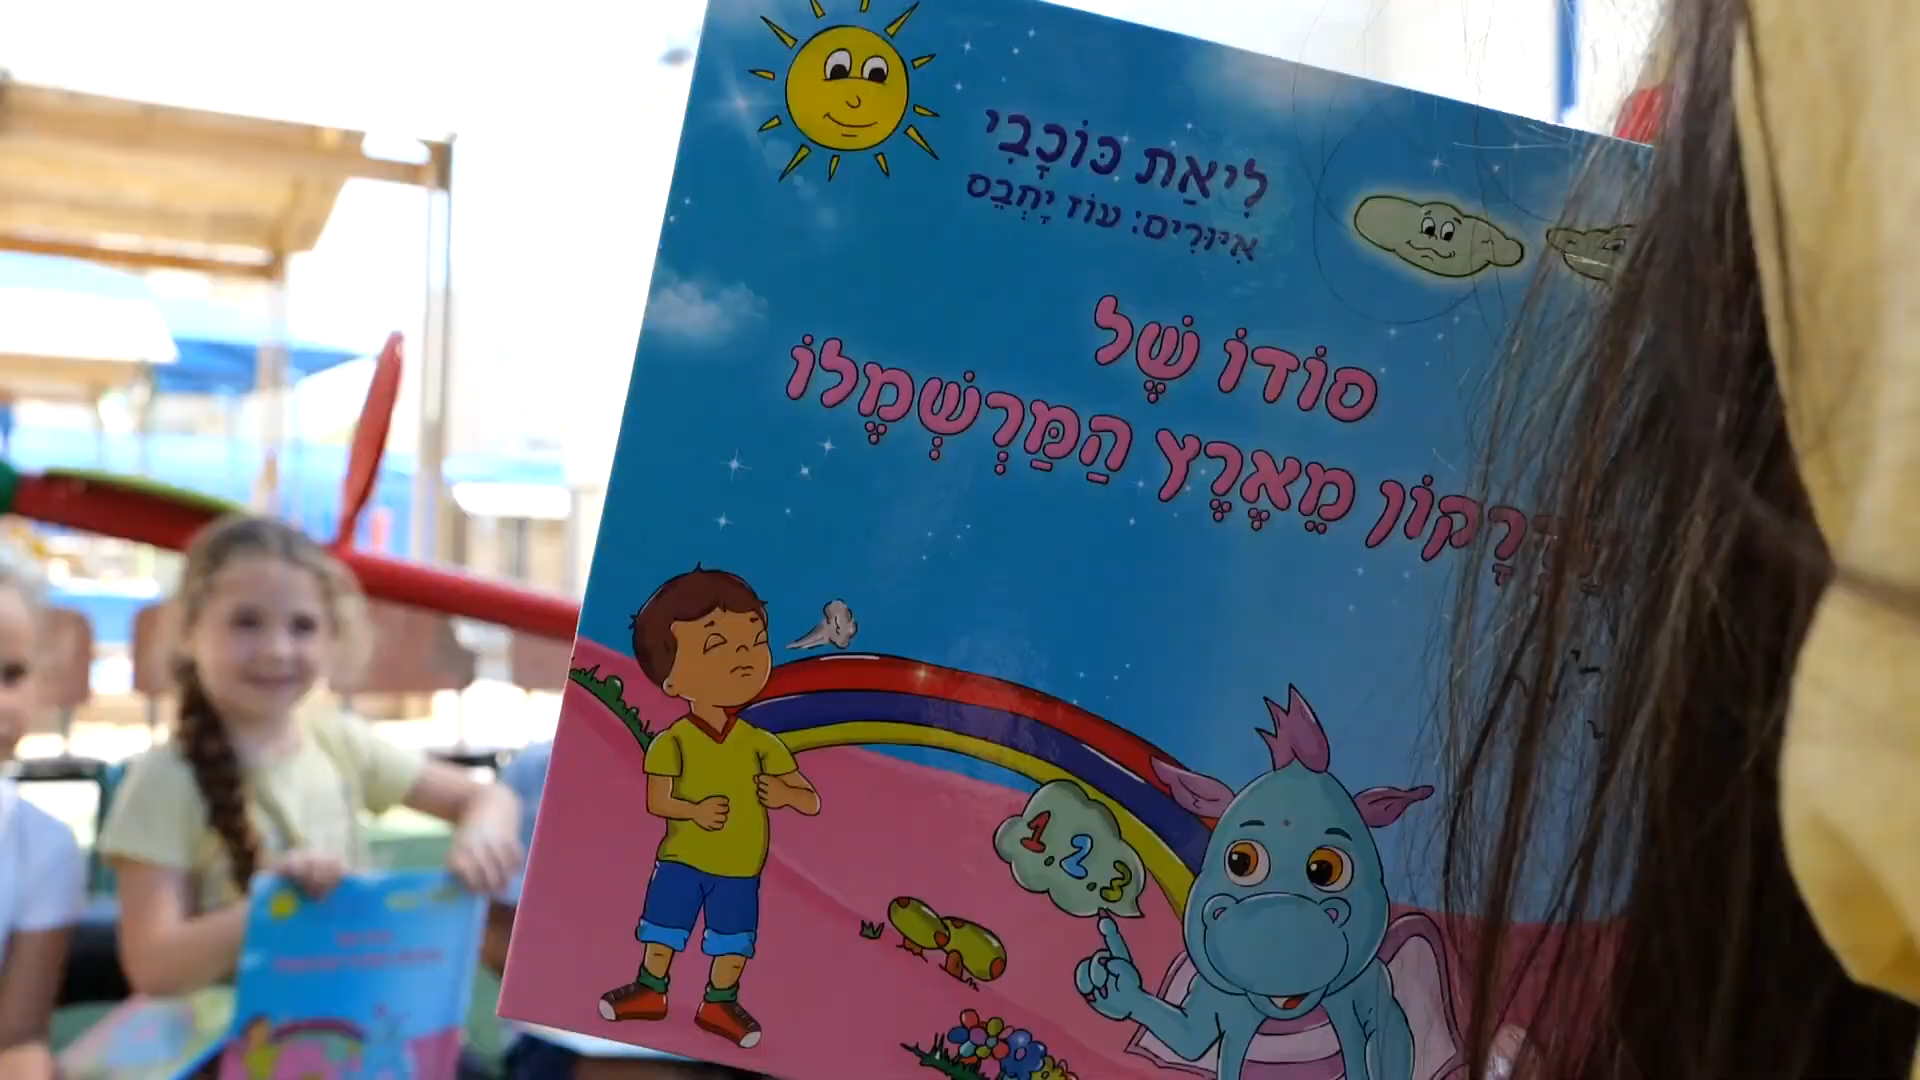 לִיאַת כּוֹכָבִי
אִיּוּרִים: עוֹז יָחְבֶּס
סוֹדוֹ שֶׁל
דְּרָקוֹן מֵאֶרֶץ הַמַּרְשְׁמֶלוֹ
1.2.3